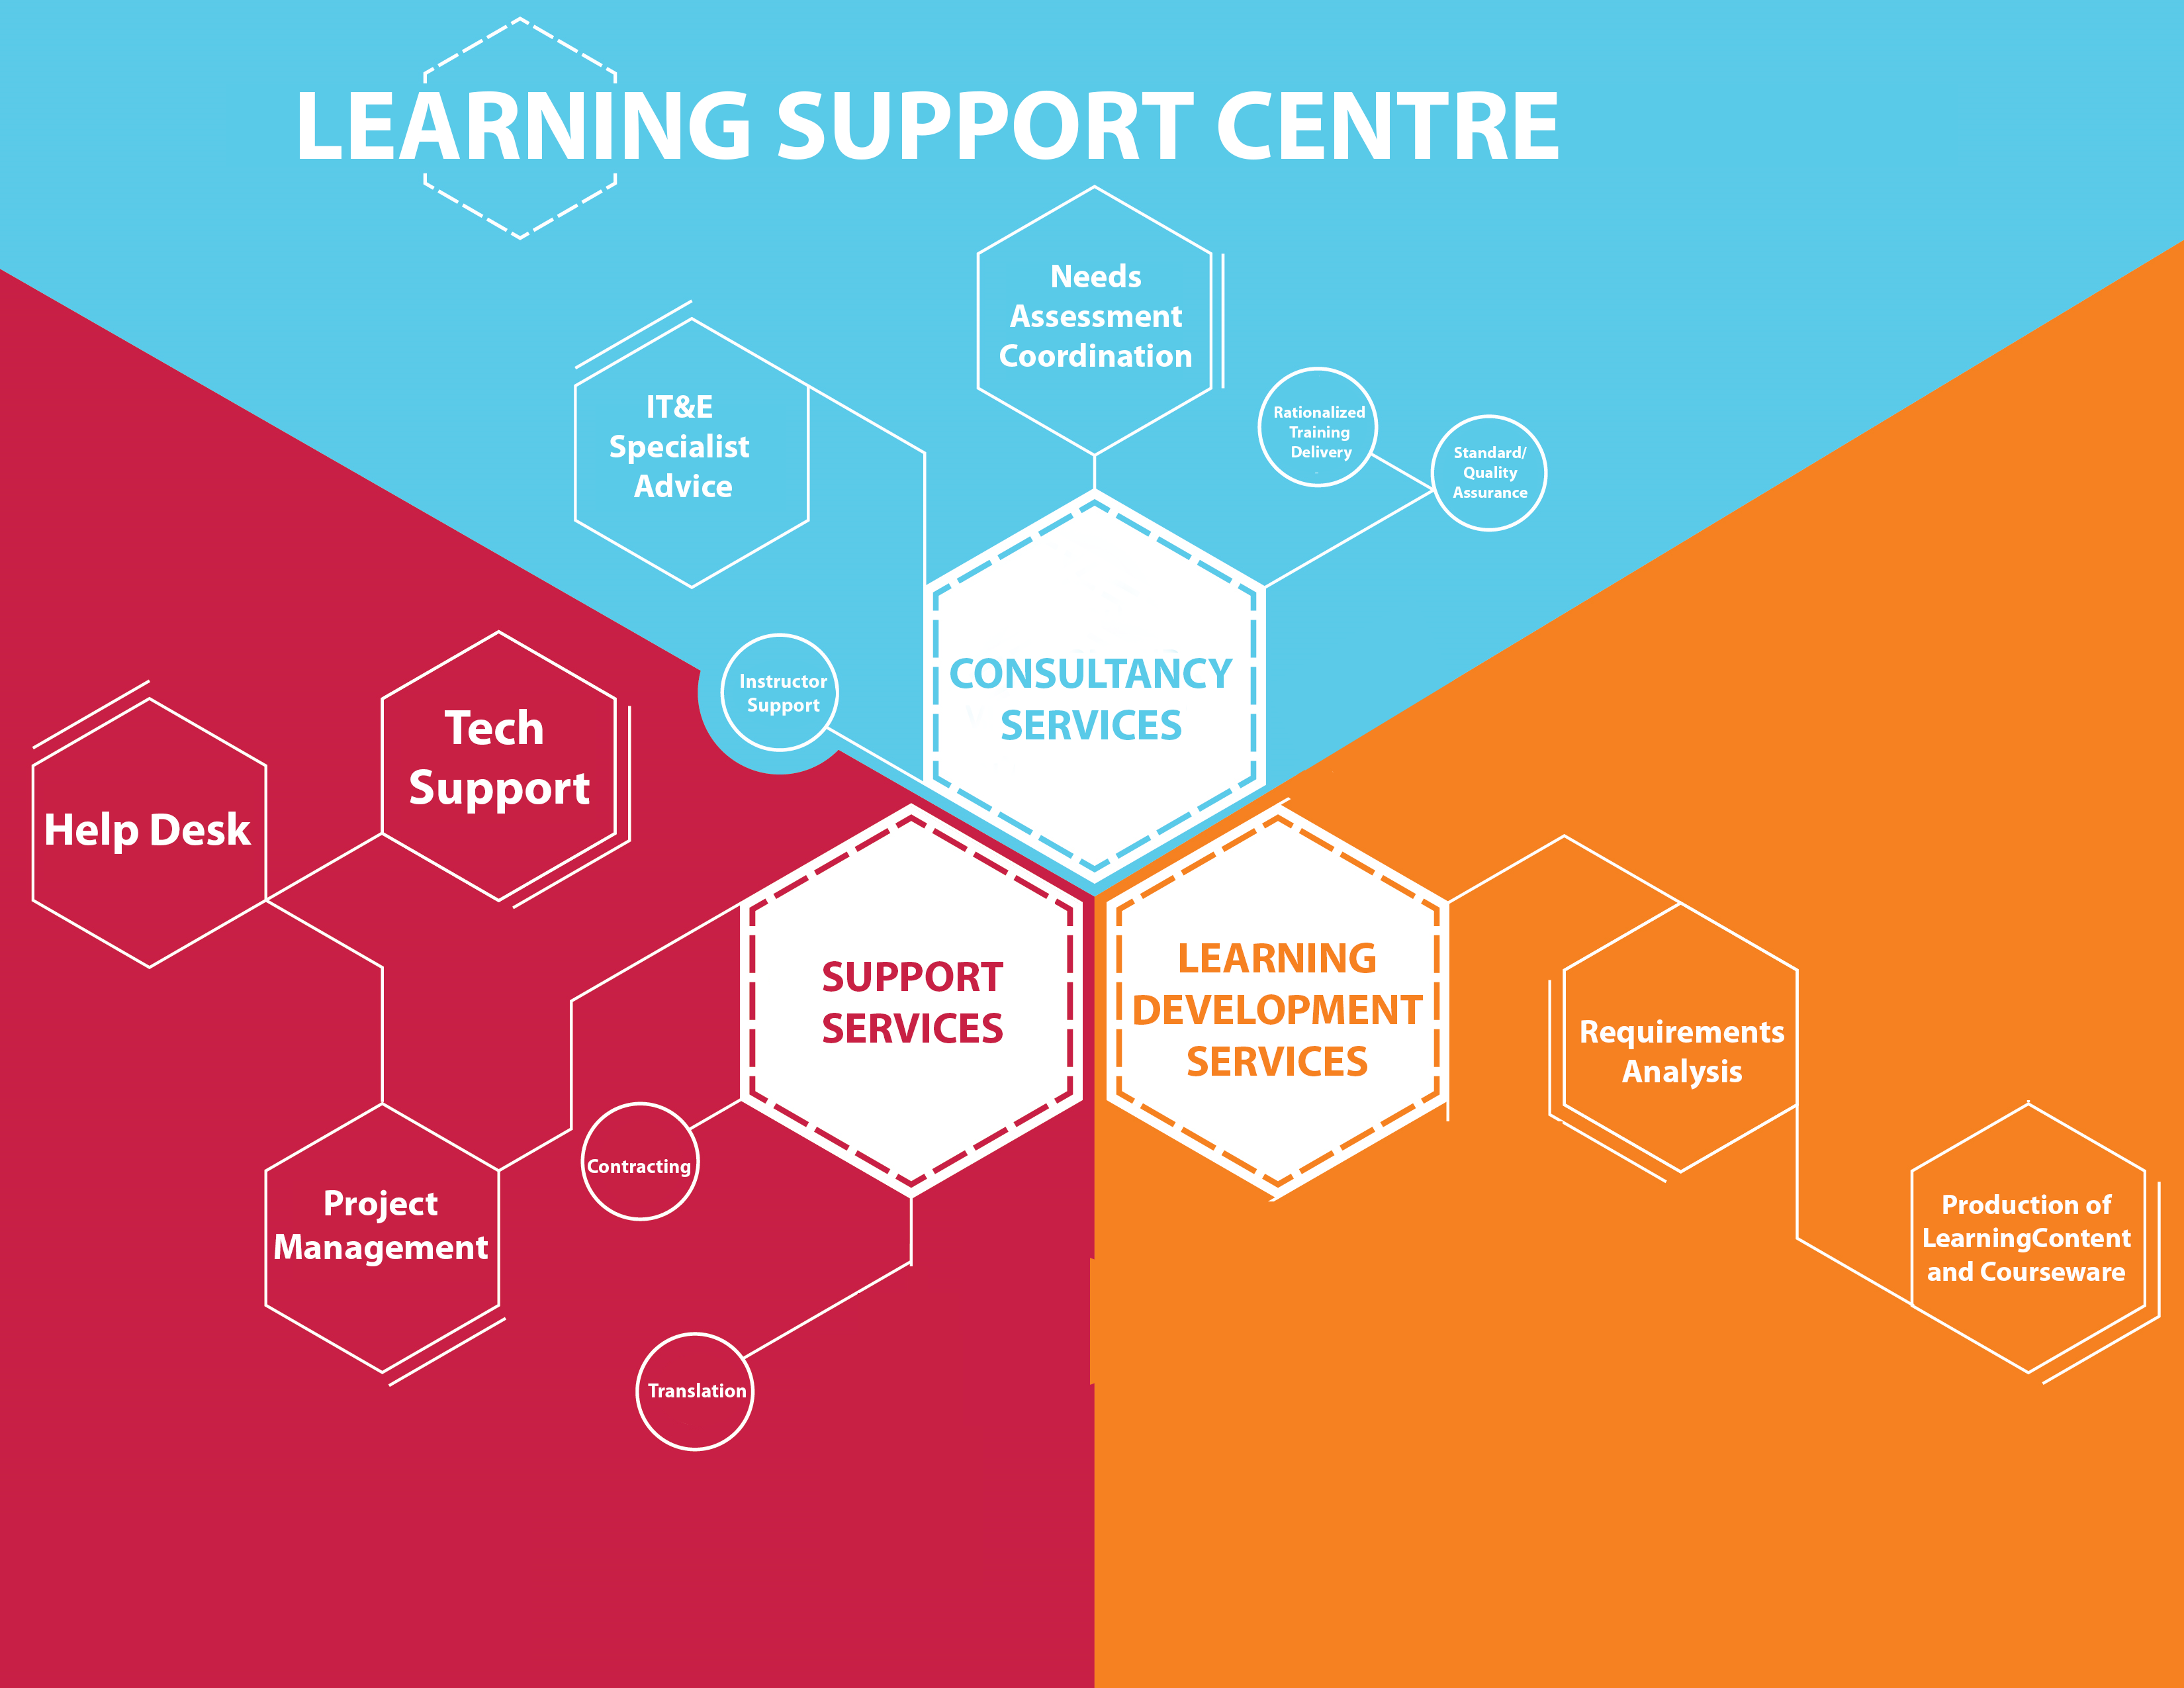 LEARNING SUPPORT CENTRE
Needs
Assessment
Coordination
IT&E
Specialist
Advice
Rationalized
Training
Delivery
Standard/
Quality
Assurance
Instructor
Support
CONSULTANCY
SERVICES
Tech
Support
Help Desk
SUPPORT
SERVICES
Project
Management
Contracting
Translation
LEARNING
DEVELOPMENT
SERVICES
Requirements
Analysis
Production of
LearningContent
and Courseware